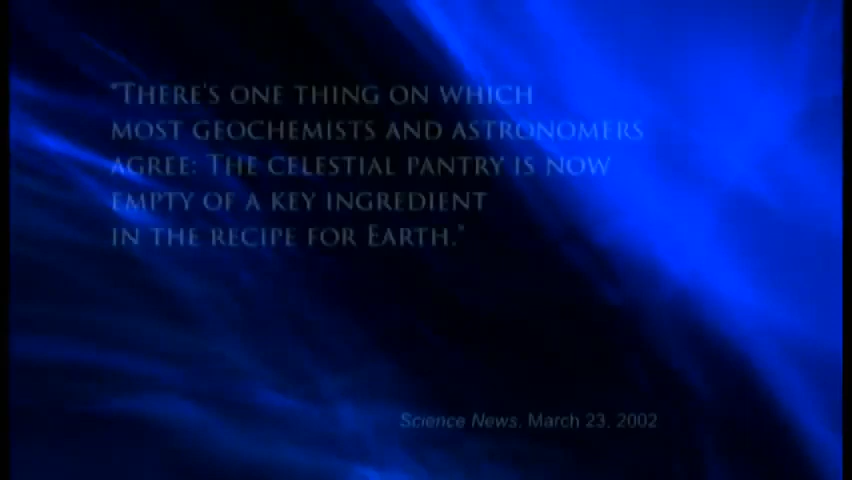 "There's one thing on which
most geochemists and astronomers
agree: The celestial pantry is now
empty of a key ingredient
in the recipe for Earth."
Science News, March 23, 2002